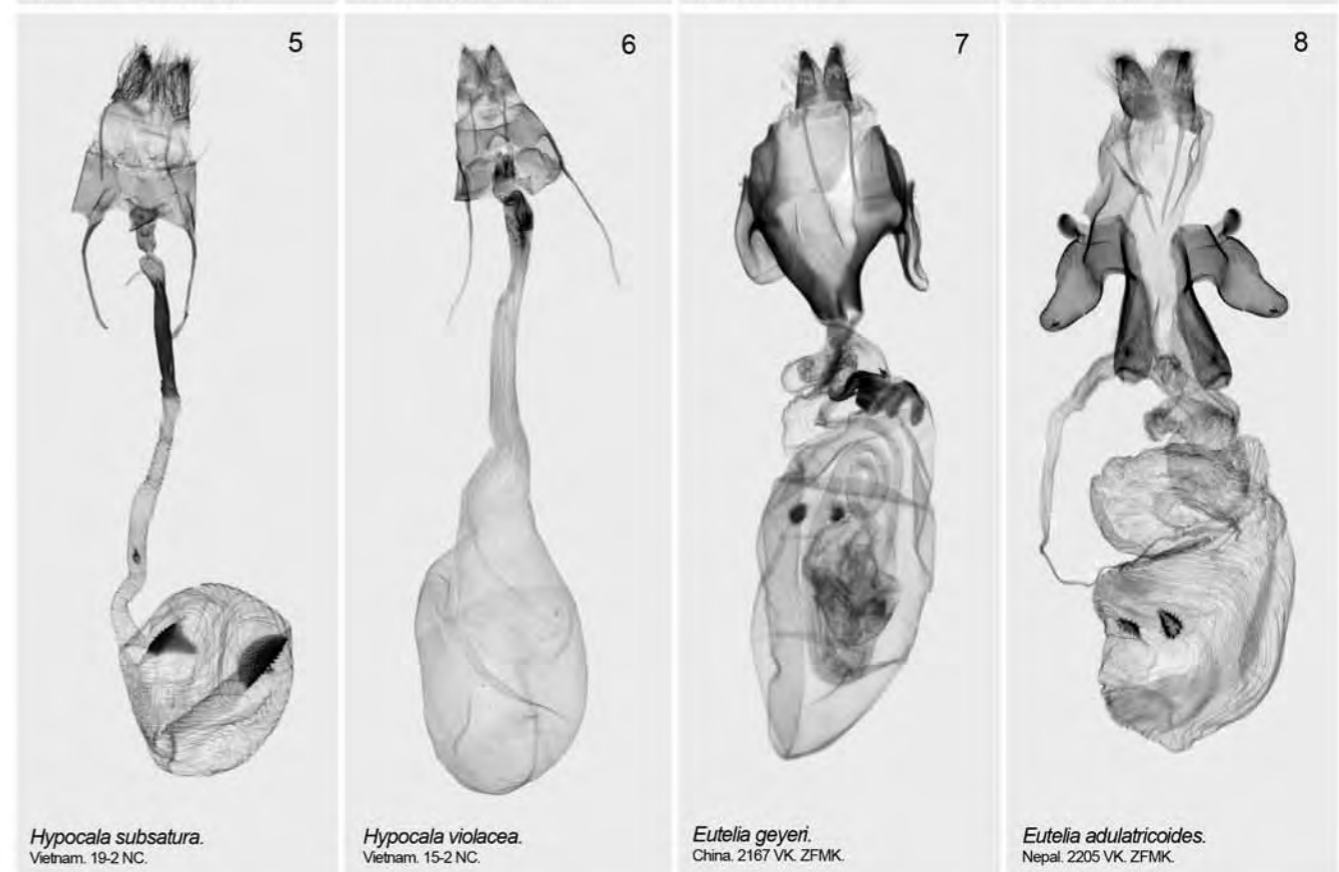 5
6
7
8
Hypocala subsatura.
Vietnam. 19-2 NC.
Hypocala violacea.
Vietnam. 15-2 NC.
Eutelia geyeri.
China. 2167 VK. ZFMK.
Eutelia adulatricoides.
Nepal. 2205 VK. ZFMK.